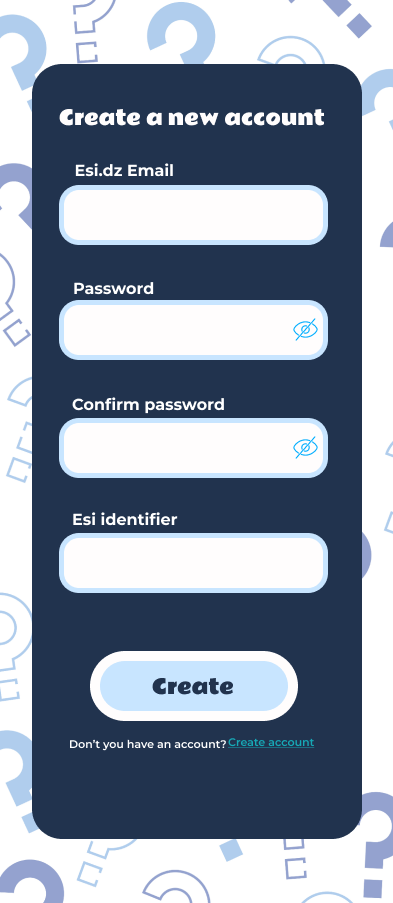 Create a new account
Esi.dz Email
Password
Confirm password
Esi identifier
Create
Don't you have an account? Create account